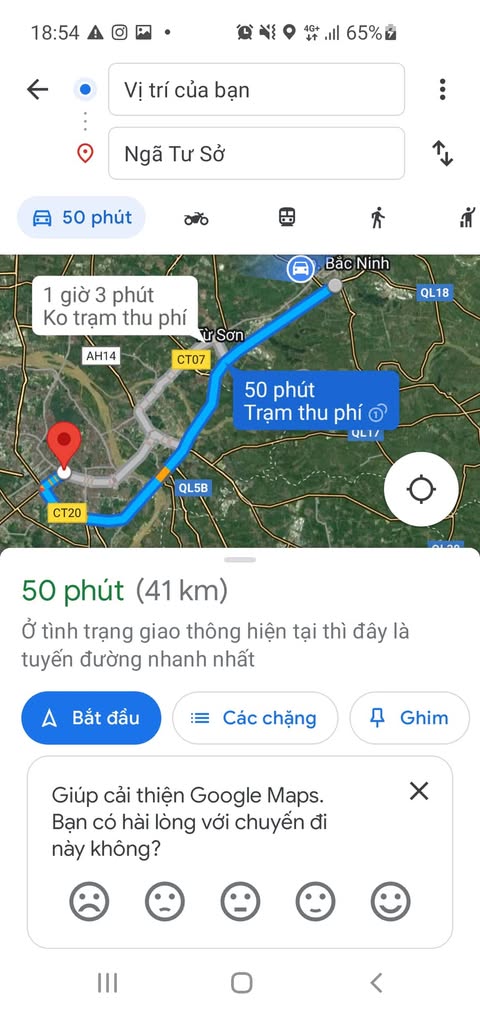 18:54
4G+
65%
Vị trí của bạn
Ngã Tư Sở
50 phút
Bắc Ninh
1 giờ 3 phút
Ko trạm thu phí
QL18
Từ Sơn
AH14
CT07
50 phút
Trạm thu phí
QL17
QL5B
CT20
50 phút (41 km)
Ở tình trạng giao thông hiện tại thì đây là
tuyến đường nhanh nhất
Bắt đầu
Các chặng
Ghim
Giúp cải thiện Google Maps.
Bạn có hài lòng với chuyến đi
này không?